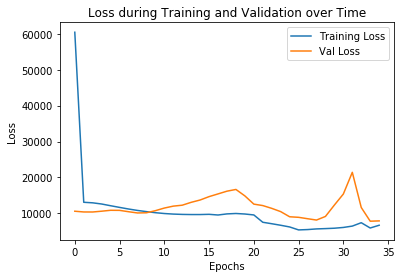 Loss during Training and Validation over Time
60000
50000
40000
30000
20000
10000
Loss
Training Loss
Val Loss
0 5 10 15 20 25 30 35
Epochs